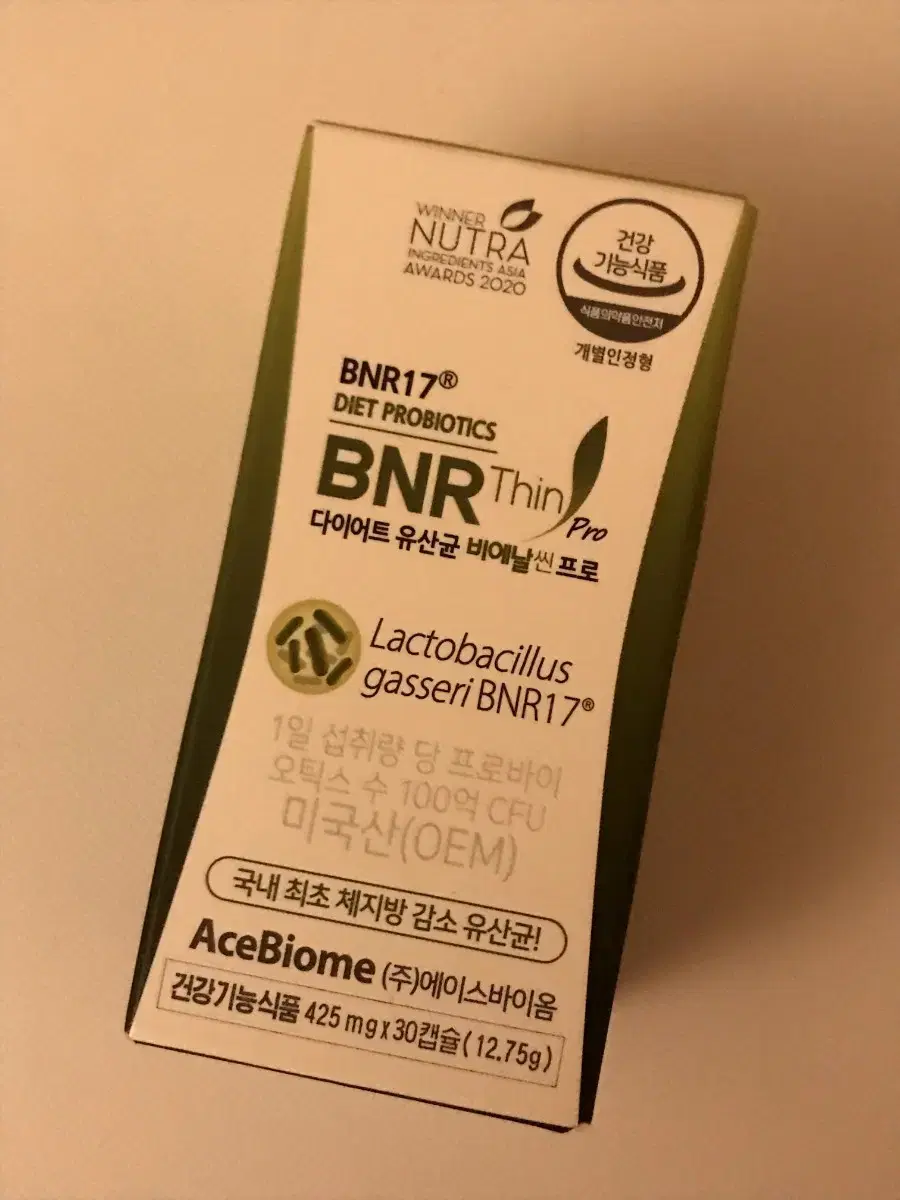 WINNER
NUTRA
INGREDIENTS ASIA
AWARDS 2020
건강
기능식품
식품의약품안전처
개별인정형
BNR17®
DIET PROBIOTICS
BNR Thin
Pro
다이어트 유산균 비에날씬 프로
Lactobacillus
gasseri BNR17®
1일 섭취량 당 프로바이
오틱스 수 100억 CFU
미국산(OEM)
국내 최초 체지방 감소 유산균!
AceBiome (주)에이스바이옴
건강기능식품 425 mg x 30캡슐 ( 12.75g )